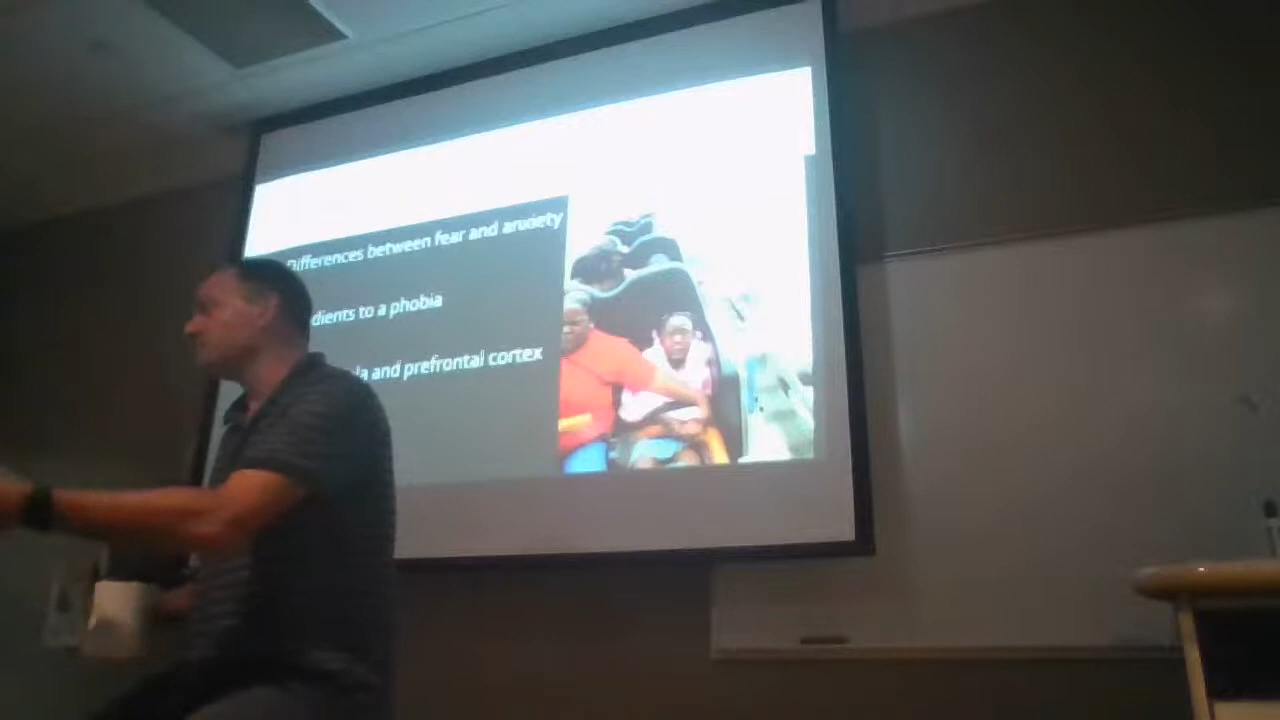 Differences between fear and anxiety
dients to a phobia
la and prefrontal cortex